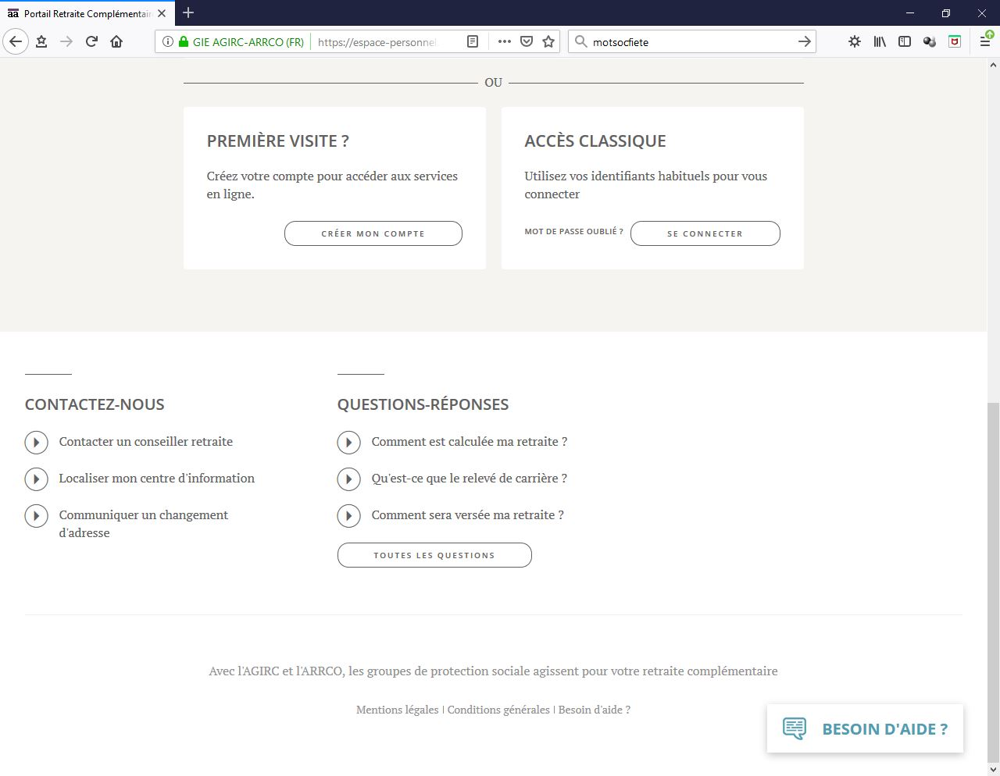 aa Portail Retraite Complémentair
GIE AGIRC-ARRCO (FR) https://espace-personnel
motsocfiete
OU
PREMIÈRE VISITE ?
Créez votre compte pour accéder aux services
en ligne.
CRÉER MON COMPTE
ACCÈS CLASSIQUE
Utilisez vos identifiants habituels pour vous
connecter
MOT DE PASSE OUBLIÉ ?
SE CONNECTER
CONTACTEZ-NOUS
Contacter un conseiller retraite
Localiser mon centre d'information
Communiquer un changement
d'adresse
QUESTIONS-RÉPONSES
Comment est calculée ma retraite ?
Qu'est-ce que le relevé de carrière ?
Comment sera versée ma retraite ?
TOUTES LES QUESTIONS
Avec l'AGIRC et l'ARRCO, les groupes de protection sociale agissent pour votre retraite complémentaire
Mentions légales | Conditions générales | Besoin d'aide ?
BESOIN D'AIDE ?